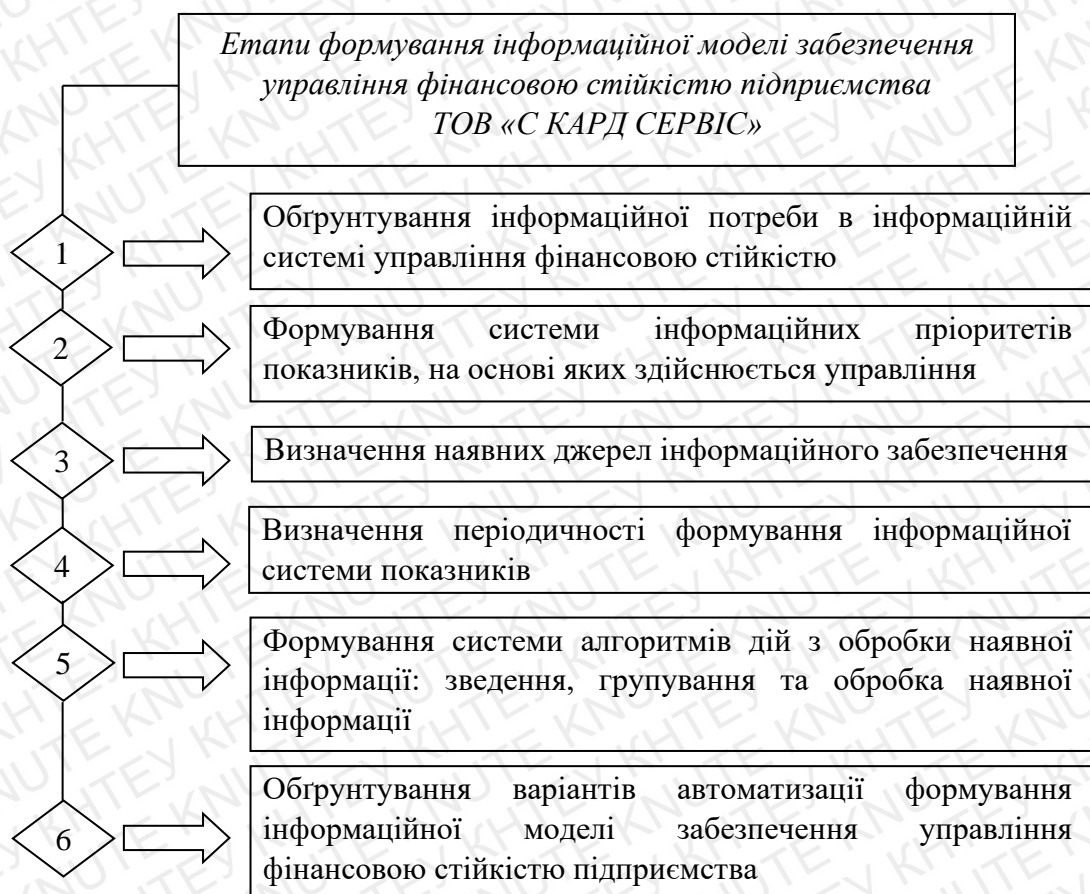 Етапи формування інформаційної моделі забезпечення
управління фінансовою стійкістю підприємства
ТОВ «С КАРД СЕРВІС»
1
Обґрунтування інформаційної потреби в інформаційній
системі управління фінансовою стійкістю
2
Формування системи інформаційних пріоритетів
показників, на основі яких здійснюється управління
3
Визначення наявних джерел інформаційного забезпечення
4
Визначення періодичності формування інформаційної
системи показників
5
Формування системи алгоритмів дій з обробки наявної
інформації: зведення, групування та обробка наявної
інформації
6
Обґрунтування варіантів автоматизації формування
інформаційної моделі забезпечення управління
фінансовою стійкістю підприємства